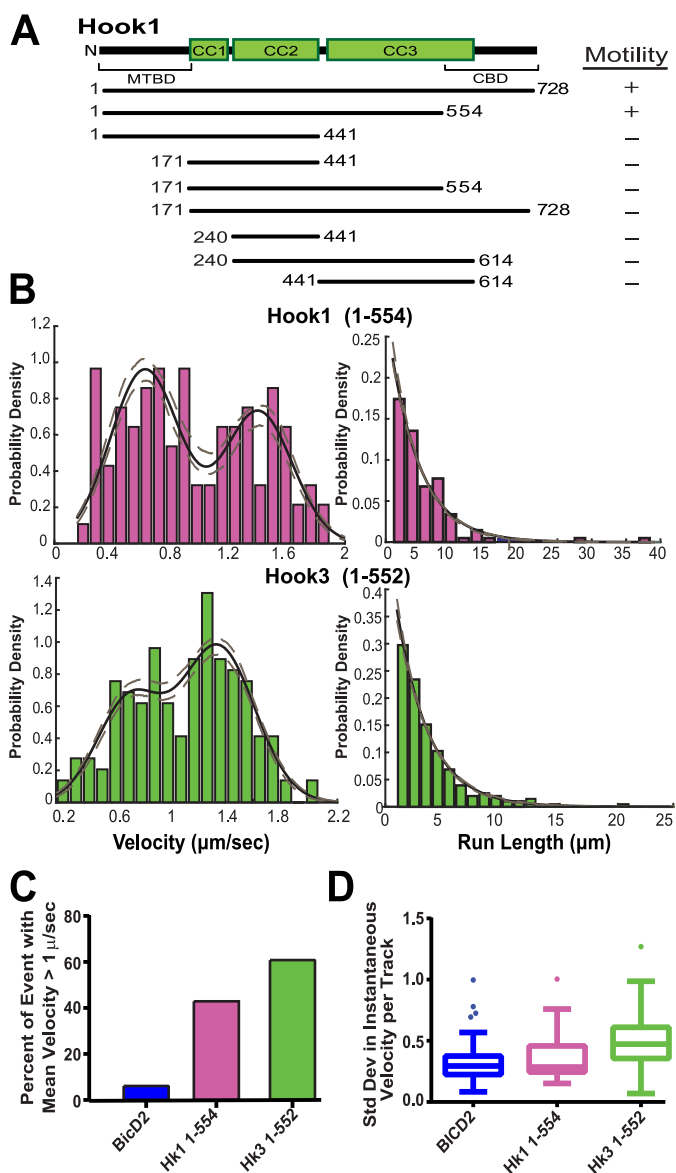 A
Hook1
N
CC1
CC2
CC3
MTBD
CBD
Motility
1
728
+
1
554
+
1
441
–
171
441
–
171
554
–
171
728
–
240
441
–
240
614
–
441
614
–
B
Hook1 (1-554)
Probability Density
1.2
1.0
0.8
0.6
0.4
0.2
0
0 0.4 0.8 1.2 1.6 2
Probability Density
0.25
0.2
0.15
0.1
0.05
0
0 5 10 15 20 25 30 35 40
Hook3 (1-552)
Probability Density
1.4
1.2
1.0
0.8
0.6
0.4
0.2
0
0.2 0.6 1 1.4 1.8 2.2
Velocity (µm/sec)
Probability Density
0.4
0.35
0.3
0.25
0.2
0.15
0.1
0.05
0
0 5 10 15 20 25
Run Length (µm)
C
Percent of Event with
Mean Velocity > 1 µ/sec
80
60
40
20
0
BicD2
Hk1 1-554
Hk3 1-552
D
Std Dev in Instantaneous
Velocity per Track
1.5
1.0
0.5
0.0
BICD2
Hk1 1-554
Hk3 1-552